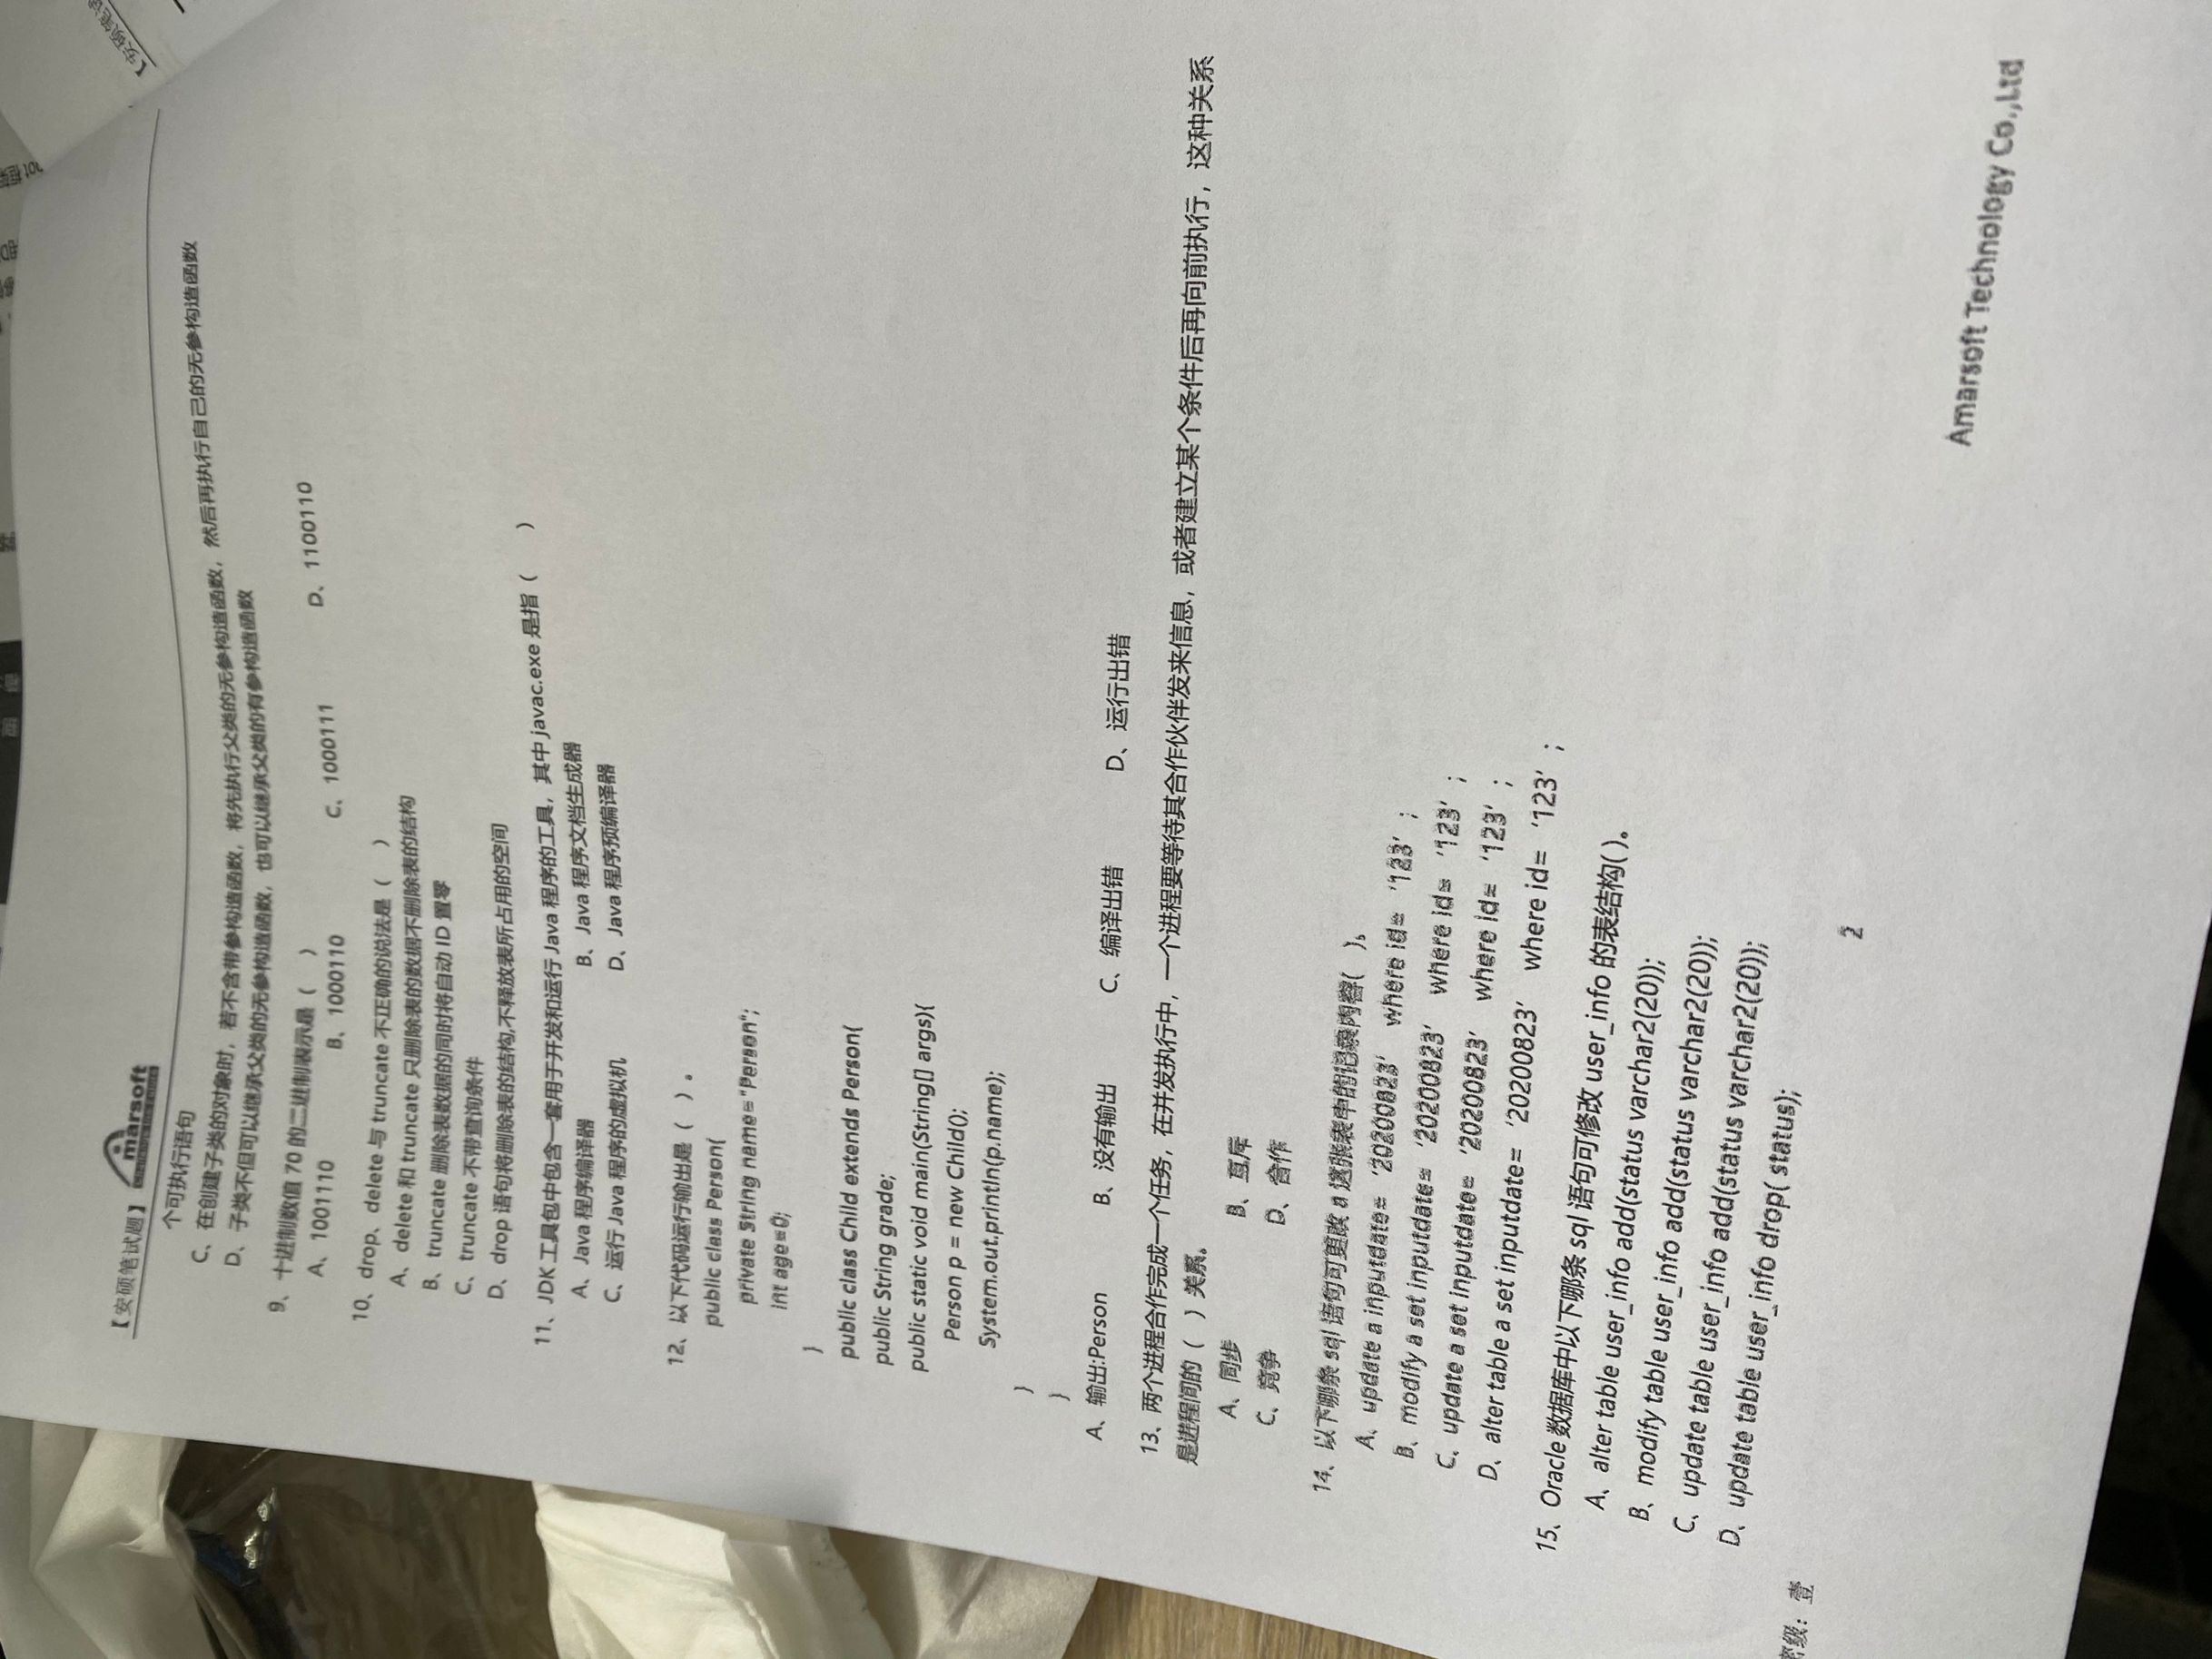 【安硕笔试题】
marsoft
个可执行语句
C、在创建子类的对象时，若不含带参构造函数，将先执行父类的无参构造函数，然后再执行自己的无参构造函数
D、子类不但可以继承父类的无参构造函数，也可以继承父类的有参构造函数
9、十进制数值 70 的二进制表示是（ ）
A、1001110 B、1000110 C、1000111 D、1100110
10、drop、delete 与 truncate 不正确的说法是（ ）
A、delete 和 truncate 只删除表的数据不删除表的结构
B、truncate 删除表数据的同时将自动 ID 置零
C、truncate 不带查询条件
D、drop 语句将删除表的结构,不释放表所占用的空间
11、JDK 工具包中包含一套用于开发和运行 Java 程序的工具，其中 javac.exe 是指（ ）
A、Java 程序编译器 B、Java 程序文档生成器
C、运行 Java 程序的虚拟机 D、Java 程序预编译器
12、以下代码运行输出是（ ）。
public class Person{
private String name="Person";
int age=0;
}
public class Child extends Person{
public String grade;
public static void main(String[] args){
Person p = new Child();
System.out.println(p.name);
}
}
A、输出:Person B、没有输出 C、编译出错 D、运行出错
13、两个进程合作完成一个任务，在并发执行中，一个进程要等待其合作伙伴发来信息，或者建立某个条件后再向前执行，这种关系
是进程间的（ ）关系。
A、同步 B、互斥
C、竞争 D、合作
14、以下哪条 sql 语句可更改 a 这张表中的记录内容( )。
A、update a inputdate= ‘20200823’ where id= ‘123’ ;
B、modify a set inputdate= ‘20200823’ where id= ‘123’ ;
C、update a set inputdate= ‘20200823’ where id= ‘123’ ;
D、alter table a set inputdate= ‘20200823’ where id= ‘123’ ;
15、Oracle 数据库中以下哪条 sql 语句可修改 user_info 的表结构( )。
A、alter table user_info add(status varchar2(20));
B、modify table user_info add(status varchar2(20));
C、update table user_info add(status varchar2(20));
D、update table user_info drop( status);
密级：壹
2
Amarsoft Technology Co.,Ltd
【安硕笔试